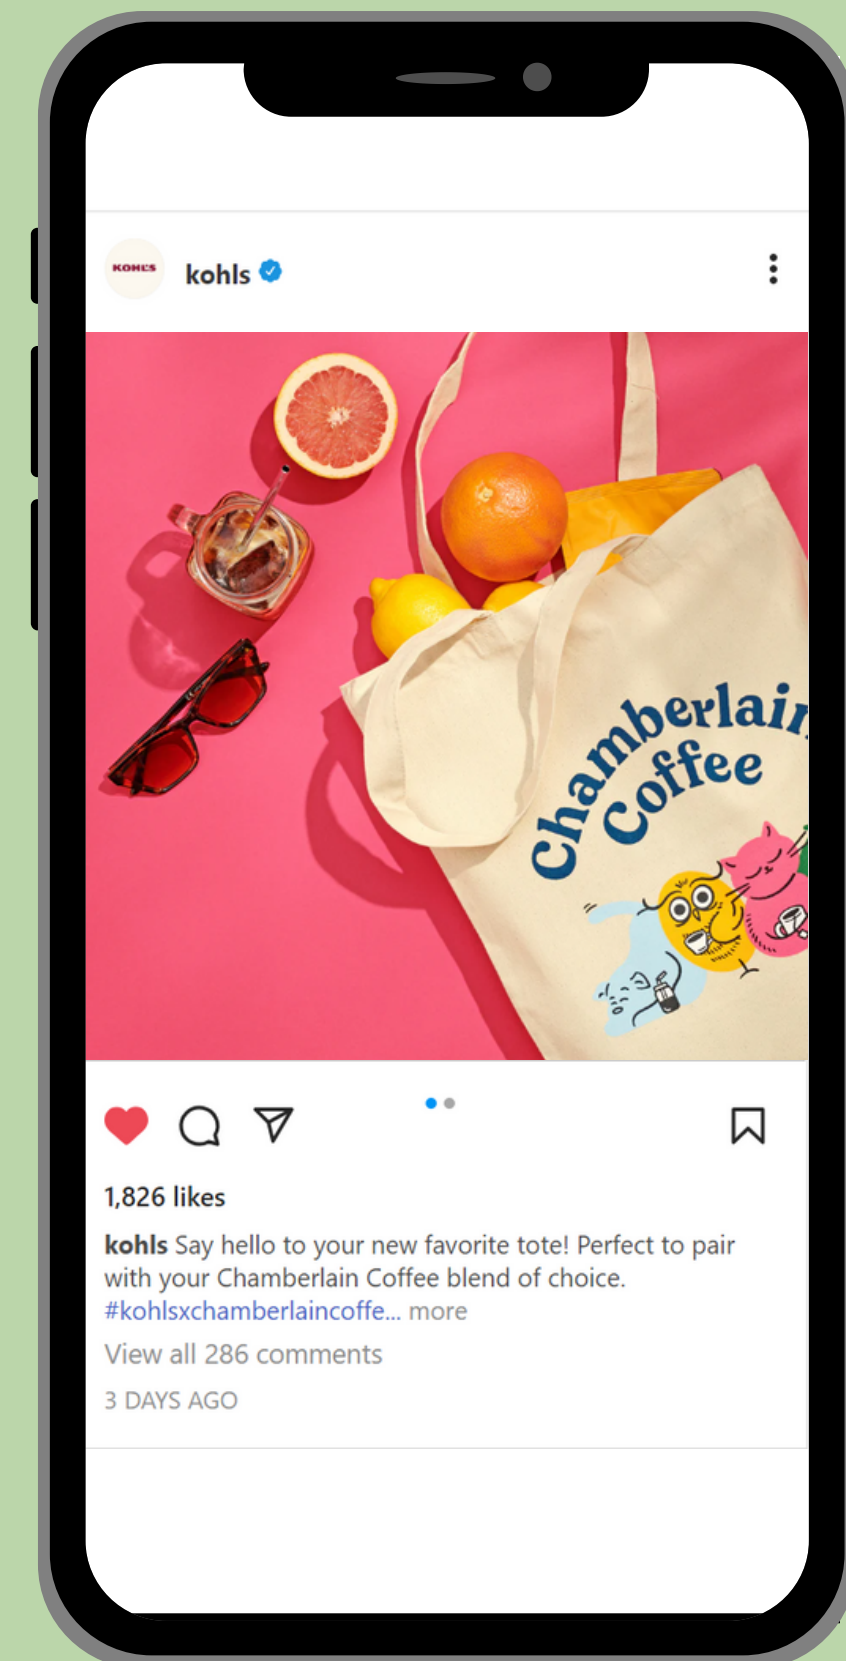 KOHL'S
kohls
Chamberlain
Coffee
1,826 likes
kohls Say hello to your new favorite tote! Perfect to pair
with your Chamberlain Coffee blend of choice.
#kohlsxchamberlaincoffe... more
View all 286 comments
3 DAYS AGO